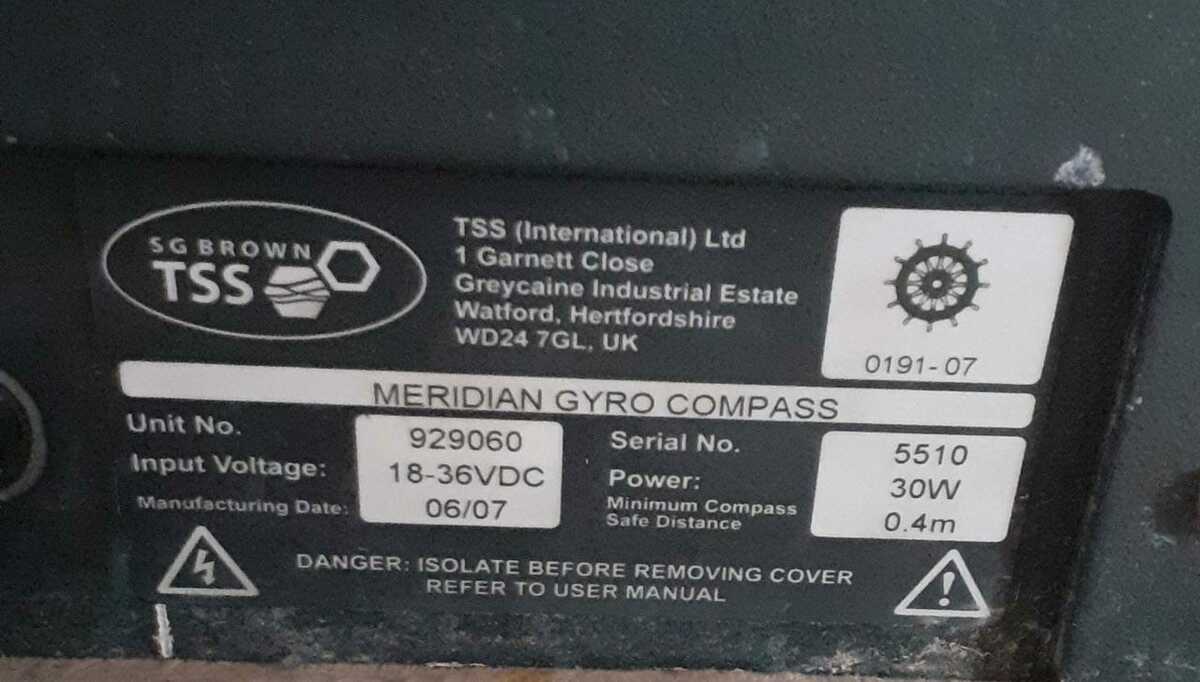 SG BROWN
TSS
TSS (International) Ltd
1 Garnett Close
Greycaine Industrial Estate
Watford, Hertfordshire
WD24 7GL, UK
0191-07
MERIDIAN GYRO COMPASS
Unit No. 929060
Input Voltage: 18-36VDC
Manufacturing Date: 06/07
Serial No. 5510
Power: 30W
Minimum Compass
Safe Distance 0.4m
DANGER: ISOLATE BEFORE REMOVING COVER
REFER TO USER MANUAL